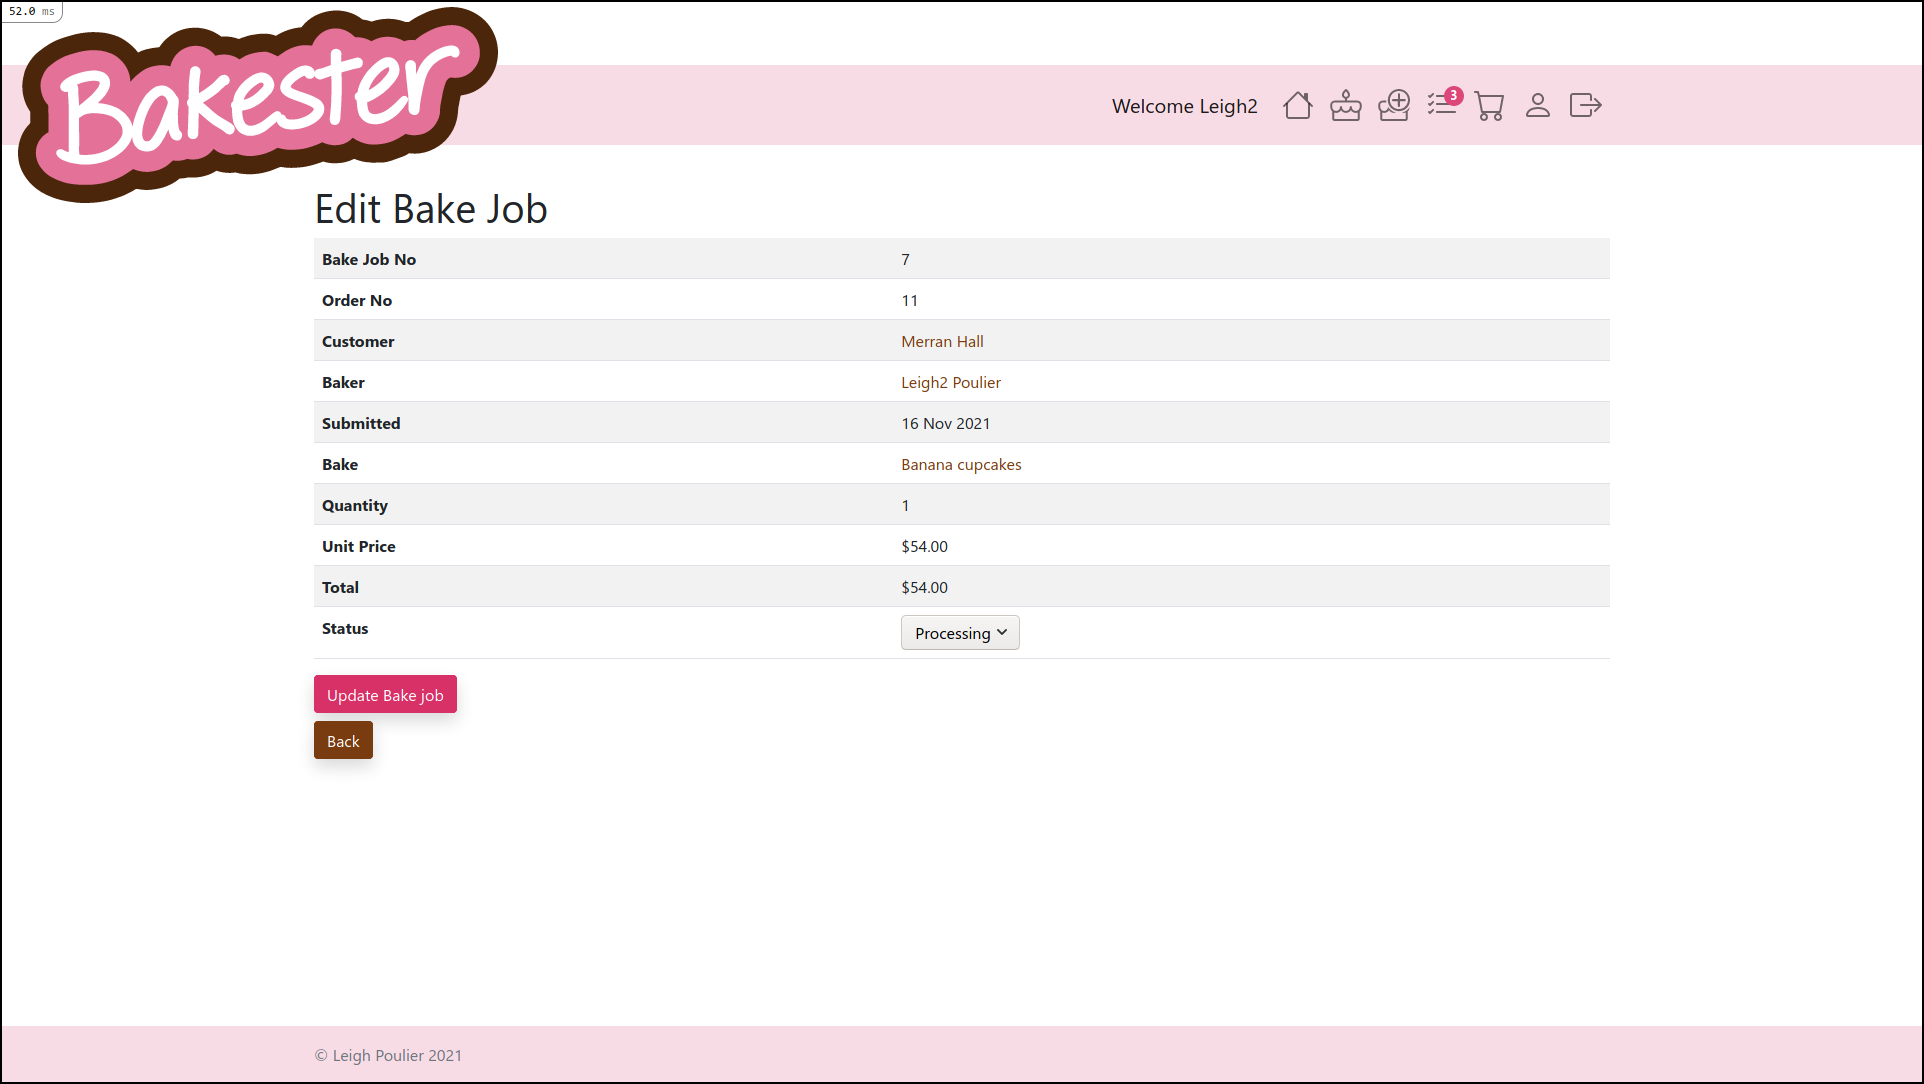 52.0 ms
Bakester
Welcome Leigh2
3
Edit Bake Job
Bake Job No 7
Order No 11
Customer Merran Hall
Baker Leigh2 Poulier
Submitted 16 Nov 2021
Bake Banana cupcakes
Quantity 1
Unit Price $54.00
Total $54.00
Status Processing
Update Bake job
Back
© Leigh Poulier 2021